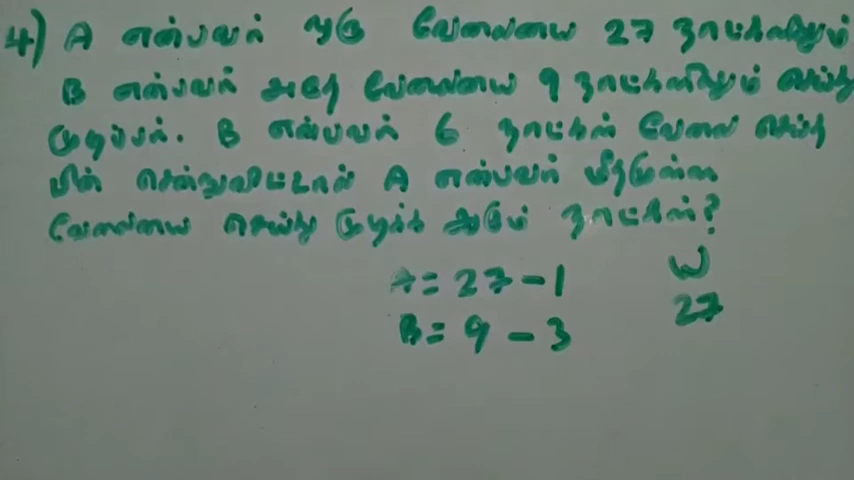 4) A என்பவர் ஒரு வேலையை 27 நாட்களிலும்
B என்பவர் அதே வேலையை 9 நாட்களிலும் செய்து
முடிப்பர். B என்பவர் 6 நாட்கள் வேலை செய்த
பின் சென்றுவிட்டால் A என்பவர் மீதமுள்ள
வேலையை செய்து முடிக்க ஆகும் நாட்கள்?
A = 27 - 1 W
B = 9 - 3 27